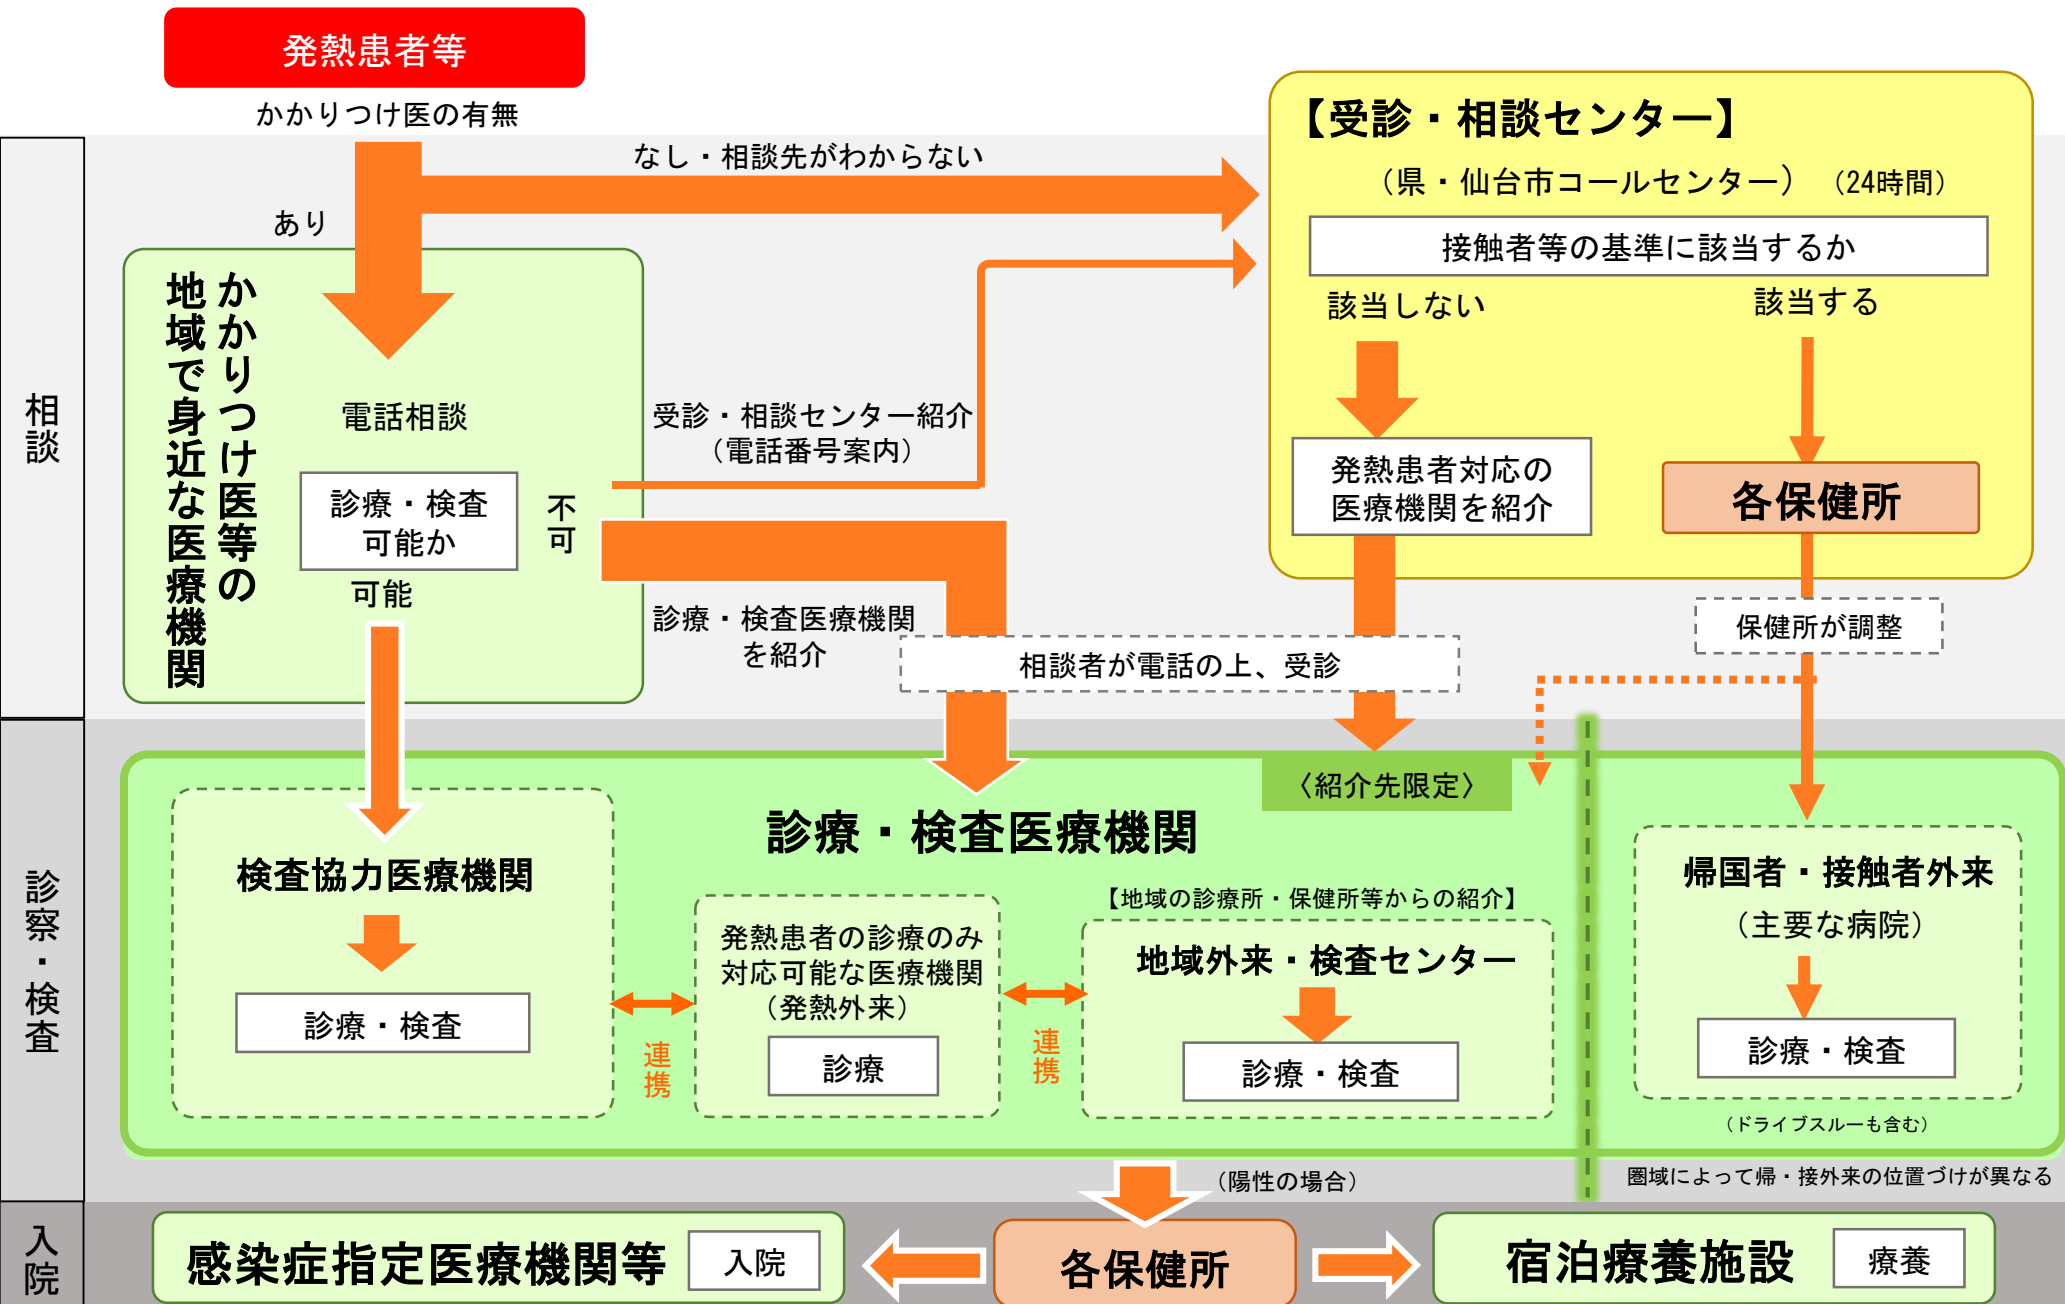 発熱患者等
かかりつけ医の有無
なし・相談先がわからない
あり
相談
かかりつけ医等の
地域で身近な医療機関
電話相談
診療・検査
可能か
不可
可能
受診・相談センター紹介
（電話番号案内）
診療・検査医療機関
を紹介
【受診・相談センター】
（県・仙台市コールセンター）（24時間）
接触者等の基準に該当するか
該当しない
該当する
発熱患者対応の
医療機関を紹介
各保健所
保健所が調整
相談者が電話の上、受診
診察・検査
〈紹介先限定〉
診療・検査医療機関
検査協力医療機関
診療・検査
連携
発熱患者の診療のみ
対応可能な医療機関
（発熱外来）
診療
連携
【地域の診療所・保健所等からの紹介】
地域外来・検査センター
診療・検査
帰国者・接触者外来
（主要な病院）
診療・検査
（ドライブスルーも含む）
（陽性の場合）
圏域によって帰・接外来の位置づけが異なる
入院
感染症指定医療機関等
入院
各保健所
宿泊療養施設
療養